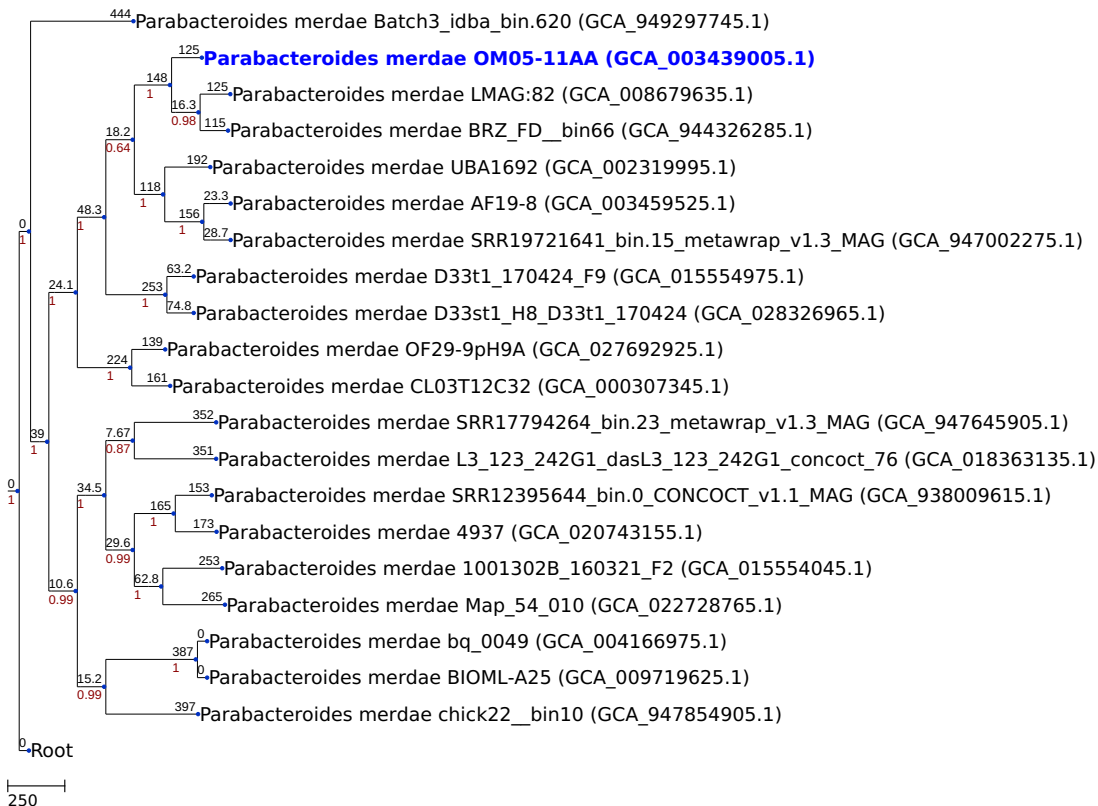 444 Parabacteroides merdae Batch3_idba_bin.620 (GCA_949297745.1)
125 Parabacteroides merdae OM05-11AA (GCA_003439005.1)
148
1
125 Parabacteroides merdae LMAG:82 (GCA_008679635.1)
16.3
0.98
115 Parabacteroides merdae BRZ_FD__bin66 (GCA_944326285.1)
18.2
0.64
192 Parabacteroides merdae UBA1692 (GCA_002319995.1)
118
1
23.3 Parabacteroides merdae AF19-8 (GCA_003459525.1)
156
1
28.7 Parabacteroides merdae SRR19721641_bin.15_metawrap_v1.3_MAG (GCA_947002275.1)
48.3
1
0
1
63.2 Parabacteroides merdae D33t1_170424_F9 (GCA_015554975.1)
253
1
24.1
1
74.8 Parabacteroides merdae D33st1_H8_D33t1_170424 (GCA_028326965.1)
139 Parabacteroides merdae OF29-9pH9A (GCA_027692925.1)
224
1
161 Parabacteroides merdae CL03T12C32 (GCA_000307345.1)
352 Parabacteroides merdae SRR17794264_bin.23_metawrap_v1.3_MAG (GCA_947645905.1)
39
1
7.67
0.87
351 Parabacteroides merdae L3_123_242G1_dasL3_123_242G1_concoct_76 (GCA_018363135.1)
0
1
34.5
1
153 Parabacteroides merdae SRR12395644_bin.0_CONCOCT_v1.1_MAG (GCA_938009615.1)
165
1
173 Parabacteroides merdae 4937 (GCA_020743155.1)
29.6
0.99
253 Parabacteroides merdae 1001302B_160321_F2 (GCA_015554045.1)
62.8
1
10.6
0.99
265 Parabacteroides merdae Map_54_010 (GCA_022728765.1)
0 Parabacteroides merdae bq_0049 (GCA_004166975.1)
387
1
0 Parabacteroides merdae BIOML-A25 (GCA_009719625.1)
15.2
0.99
397 Parabacteroides merdae chick22__bin10 (GCA_947854905.1)
0 Root
250